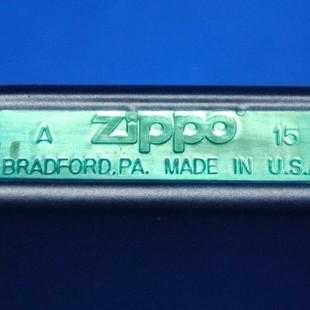 A zippo® 15
BRADFORD, PA. MADE IN U.S.A